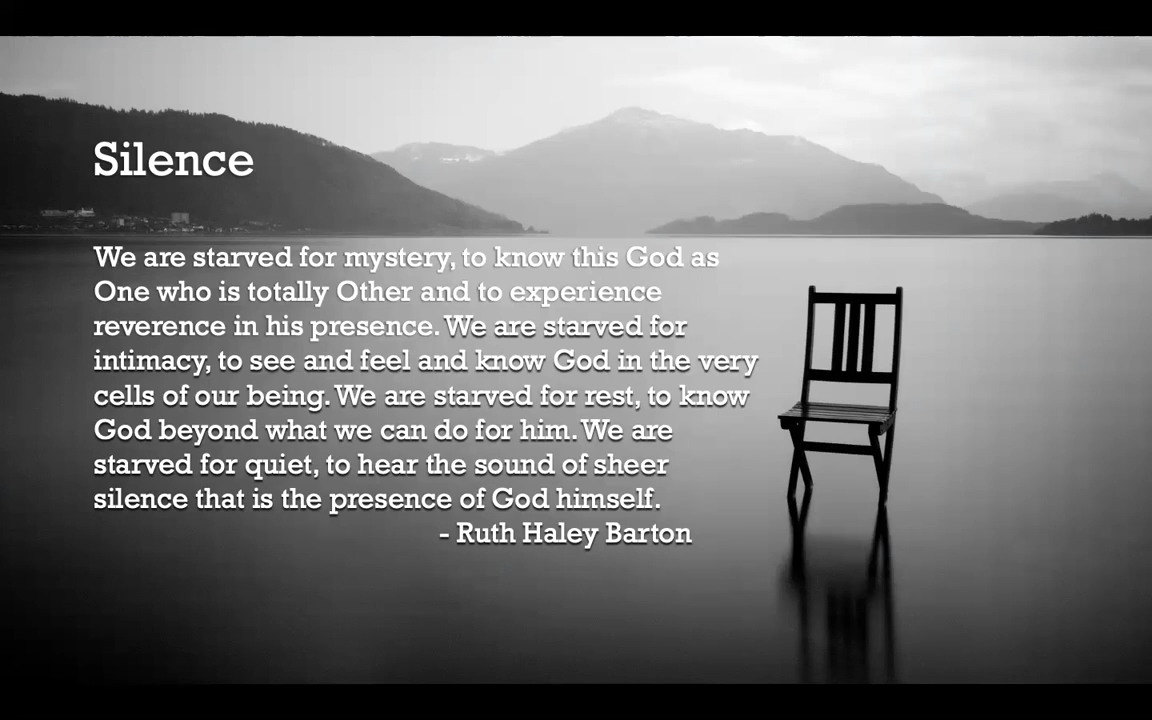 Silence
We are starved for mystery, to know this God as
One who is totally Other and to experience
reverence in his presence. We are starved for
intimacy, to see and feel and know God in the very
cells of our being. We are starved for rest, to know
God beyond what we can do for him. We are
starved for quiet, to hear the sound of sheer
silence that is the presence of God himself.
- Ruth Haley Barton